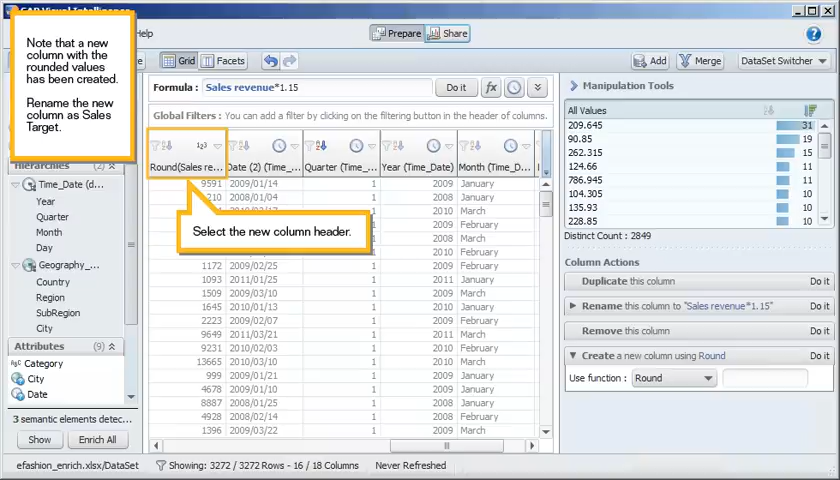 SAP Visual Intelligence
Note that a new
column with the
rounded values
has been created.
Rename the new
column as Sales
Target.
Help
Prepare
Share
Grid
Facets
Add
Merge
DataSet Switcher
Formula :
Sales revenue*1.15
Do it
fx
Global Filters : You can add a filter by clicking on the filtering button in the header of columns.
Round(Sales re...
Date (2) (Time_...
Quarter (Time_...
Year (Time_Date)
Month (Time_D...
Select the new column header.
9591 2009/01/14 1 2009 January
210 2008/01/04 1 2008 January
1 2010 March
2009 February
2008 March
2010 February
1172 2009/02/25 1 2009 February
1093 2011/01/25 1 2011 January
1509 2009/03/10 1 2009 March
1645 2010/01/13 1 2010 January
2223 2009/02/07 1 2009 February
9649 2011/03/21 1 2011 March
9231 2010/02/03 1 2010 February
13665 2010/03/10 1 2010 March
999 2009/01/21 1 2009 January
4678 2009/01/10 1 2009 January
8887 2008/01/25 1 2008 January
4928 2008/02/14 1 2008 February
1396 2009/03/22 1 2009 March
Hierarchies (2)
Time_Date (d...
Year
Quarter
Month
Day
Geography_...
Country
Region
SubRegion
City
Attributes (9)
Category
City
Date
3 semantic elements detec...
Show
Enrich All
Manipulation Tools
All Values
209.645 31
90.85 19
262.315 15
124.66 11
786.945 11
104.305 10
135.93 10
228.85 10
Distinct Count : 2849
Column Actions
Duplicate this column Do it
Rename this column to "Sales revenue*1.15" Do it
Remove this column Do it
Create a new column using Round Do it
Use function : Round
efashion_enrich.xlsx/DataSet
Showing: 3272 / 3272 Rows - 16 / 18 Columns
Never Refreshed